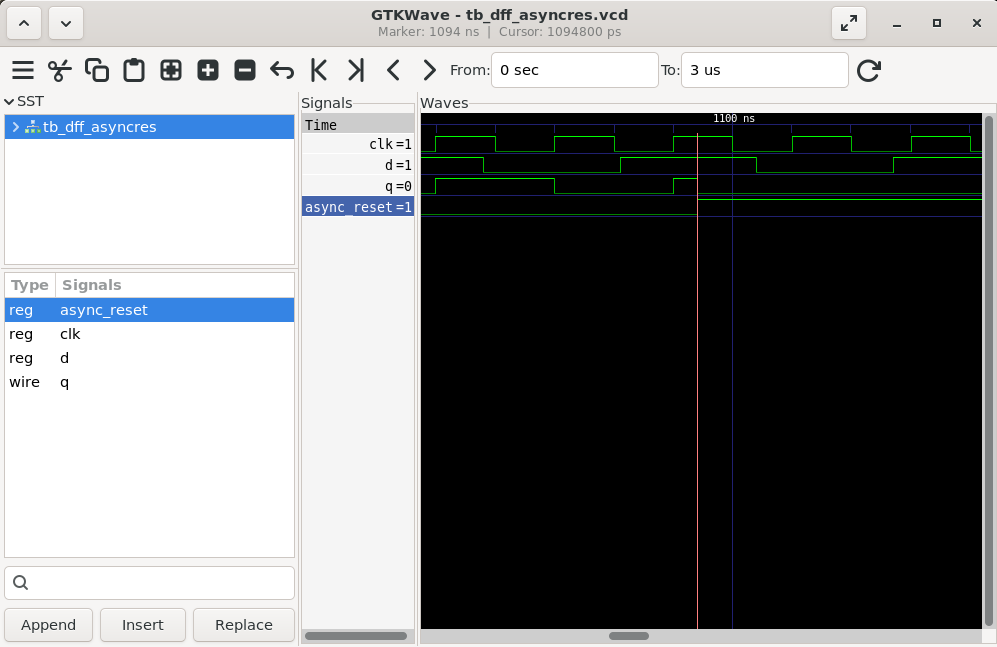 GTKWave - tb_dff_asyncres.vcd
Marker: 1094 ns | Cursor: 1094800 ps
From: 0 sec To: 3 us
SST
tb_dff_asyncres
Type Signals
reg async_reset
reg clk
reg d
wire q
Append Insert Replace
Signals
Time
clk =1
d =1
q =0
async_reset =1
Waves
1100 ns